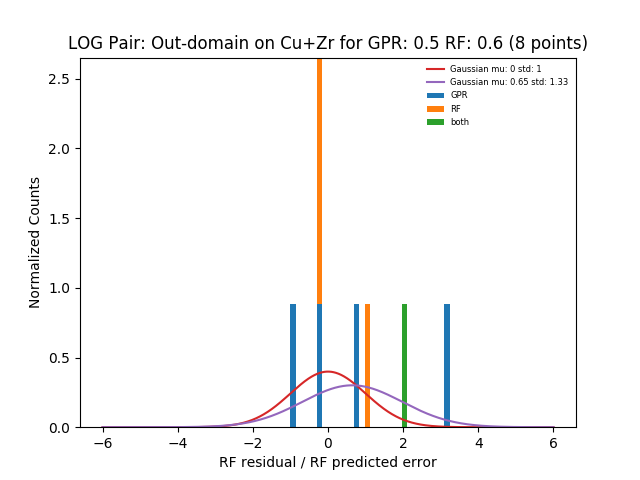 LOG Pair: Out-domain on Cu+Zr for GPR: 0.5 RF: 0.6 (8 points)
Gaussian mu: 0 std: 1
Gaussian mu: 0.65 std: 1.33
GPR
RF
both
Normalized Counts
2.5
2.0
1.5
1.0
0.5
0.0
−6
−4
−2
0
2
4
6
RF residual / RF predicted error